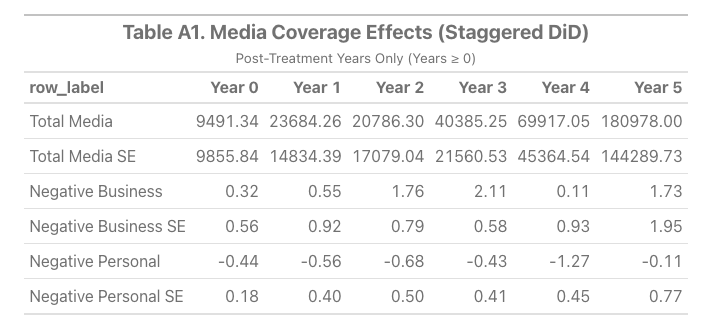 Table A1. Media Coverage Effects (Staggered DiD)
Post-Treatment Years Only (Years ≥ 0)
row_label Year 0 Year 1 Year 2 Year 3 Year 4 Year 5
Total Media 9491.34 23684.26 20786.30 40385.25 69917.05 180978.00
Total Media SE 9855.84 14834.39 17079.04 21560.53 45364.54 144289.73
Negative Business 0.32 0.55 1.76 2.11 0.11 1.73
Negative Business SE 0.56 0.92 0.79 0.58 0.93 1.95
Negative Personal -0.44 -0.56 -0.68 -0.43 -1.27 -0.11
Negative Personal SE 0.18 0.40 0.50 0.41 0.45 0.77